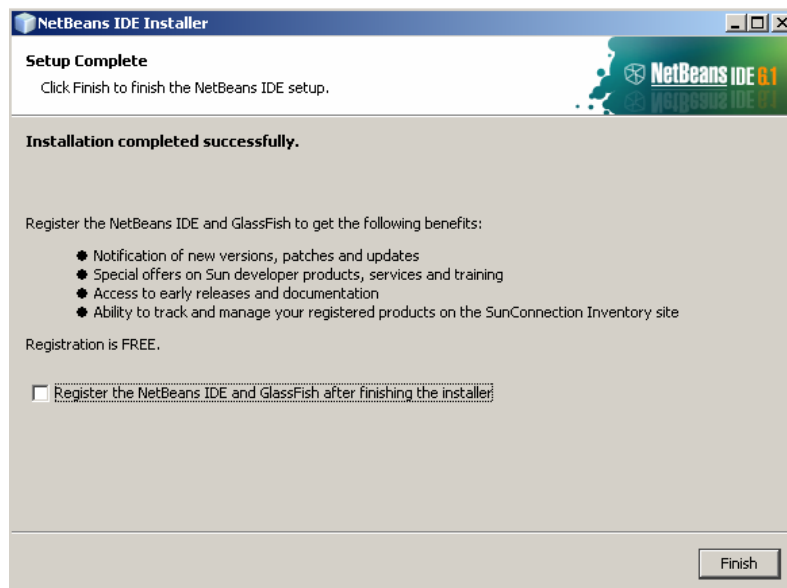 NetBeans IDE Installer
Setup Complete
Click Finish to finish the NetBeans IDE setup.
NetBeans IDE 6.1
Installation completed successfully.
Register the NetBeans IDE and GlassFish to get the following benefits:
Notification of new versions, patches and updates
Special offers on Sun developer products, services and training
Access to early releases and documentation
Ability to track and manage your registered products on the SunConnection Inventory site
Registration is FREE.
Register the NetBeans IDE and GlassFish after finishing the installer
Finish